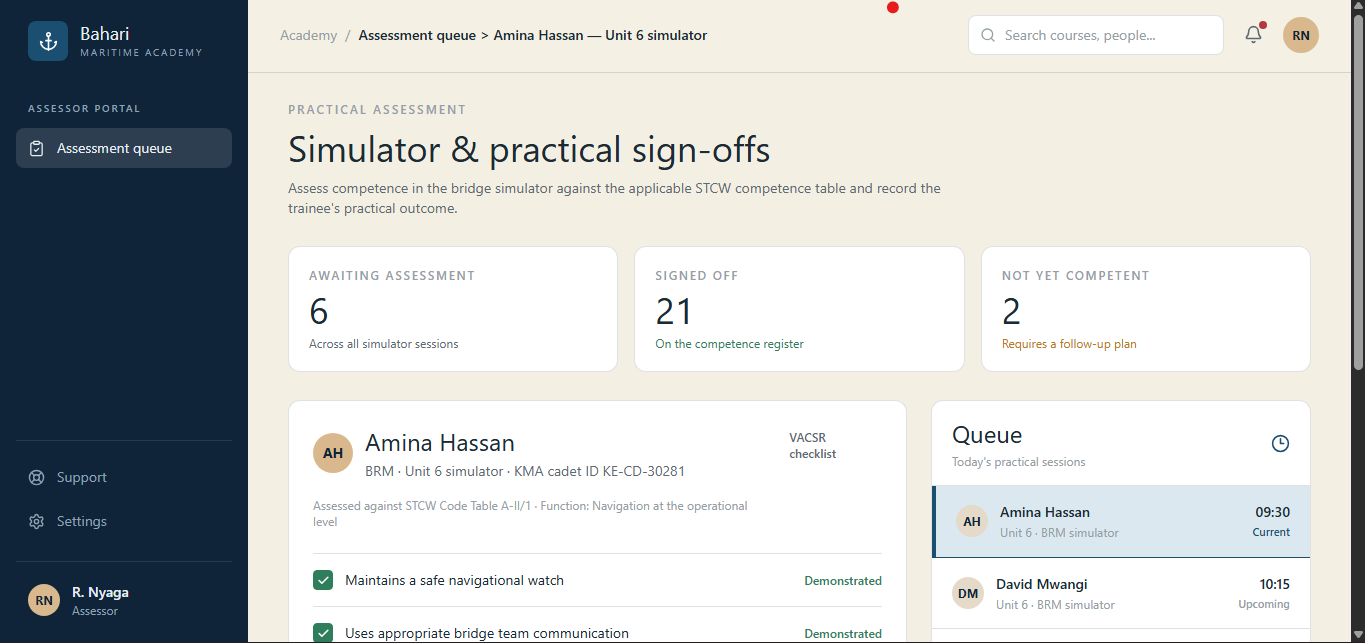 Bahari
MARITIME ACADEMY
ASSESSOR PORTAL
Assessment queue
Support
Settings
RN
R. Nyaga
Assessor
Academy / Assessment queue > Amina Hassan — Unit 6 simulator
Search courses, people...
RN
PRACTICAL ASSESSMENT
Simulator & practical sign-offs
Assess competence in the bridge simulator against the applicable STCW competence table and record the
trainee's practical outcome.
AWAITING ASSESSMENT
6
Across all simulator sessions
SIGNED OFF
21
On the competence register
NOT YET COMPETENT
2
Requires a follow-up plan
AH
Amina Hassan
BRM · Unit 6 simulator · KMA cadet ID KE-CD-30281
VACSR
checklist
Assessed against STCW Code Table A-II/1 · Function: Navigation at the operational
level
Maintains a safe navigational watch
Demonstrated
Uses appropriate bridge team communication
Demonstrated
Queue
Today's practical sessions
AH
Amina Hassan
Unit 6 · BRM simulator
09:30
Current
DM
David Mwangi
Unit 6 · BRM simulator
10:15
Upcoming